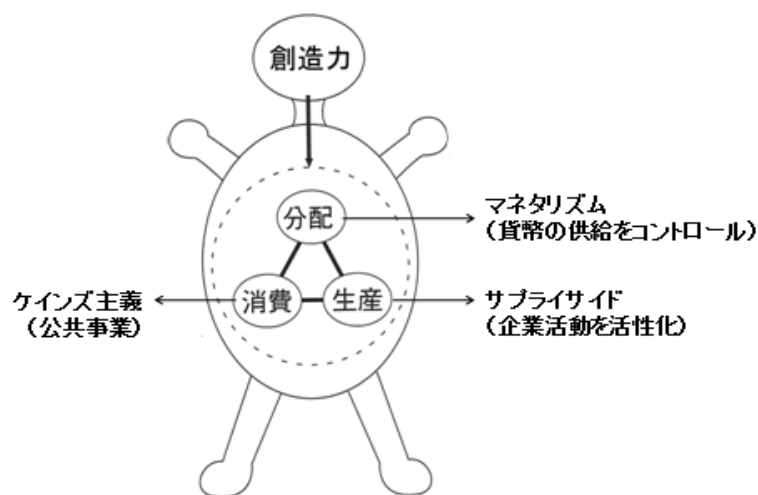 創造力
分配
マネタリズム
(貨幣の供給をコントロール)
ケインズ主義
(公共事業)
消費
生産
サプライサイド
(企業活動を活性化)